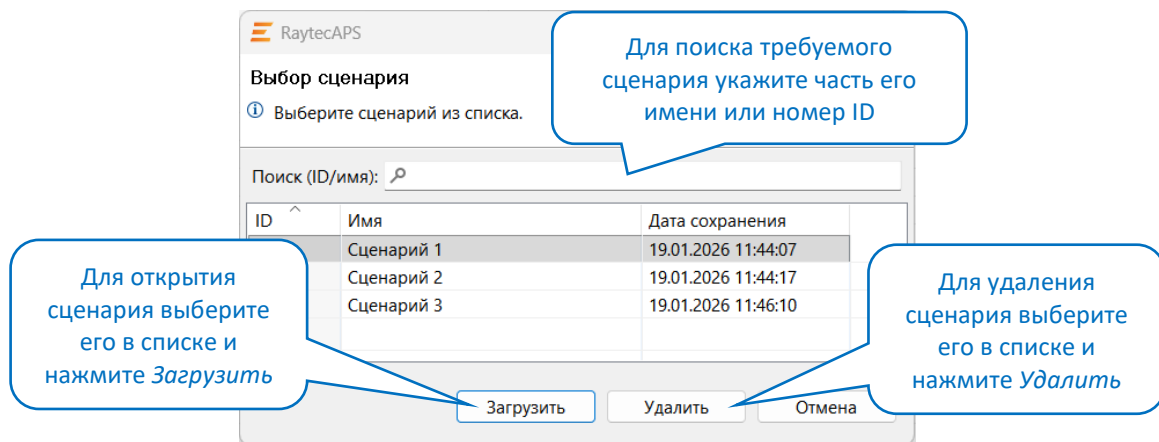 RaytecAPS
Для поиска требуемого
сценария укажите часть его
имени или номер ID
Выбор сценария
Выберите сценарий из списка.
Поиск (ID/имя):
ID Имя Дата сохранения
Сценарий 1 19.01.2026 11:44:07
Сценарий 2 19.01.2026 11:44:17
Сценарий 3 19.01.2026 11:46:10
Для открытия
сценария выберите
его в списке и
нажмите Загрузить
Для удаления
сценария выберите
его в списке и
нажмите Удалить
Загрузить Удалить Отмена